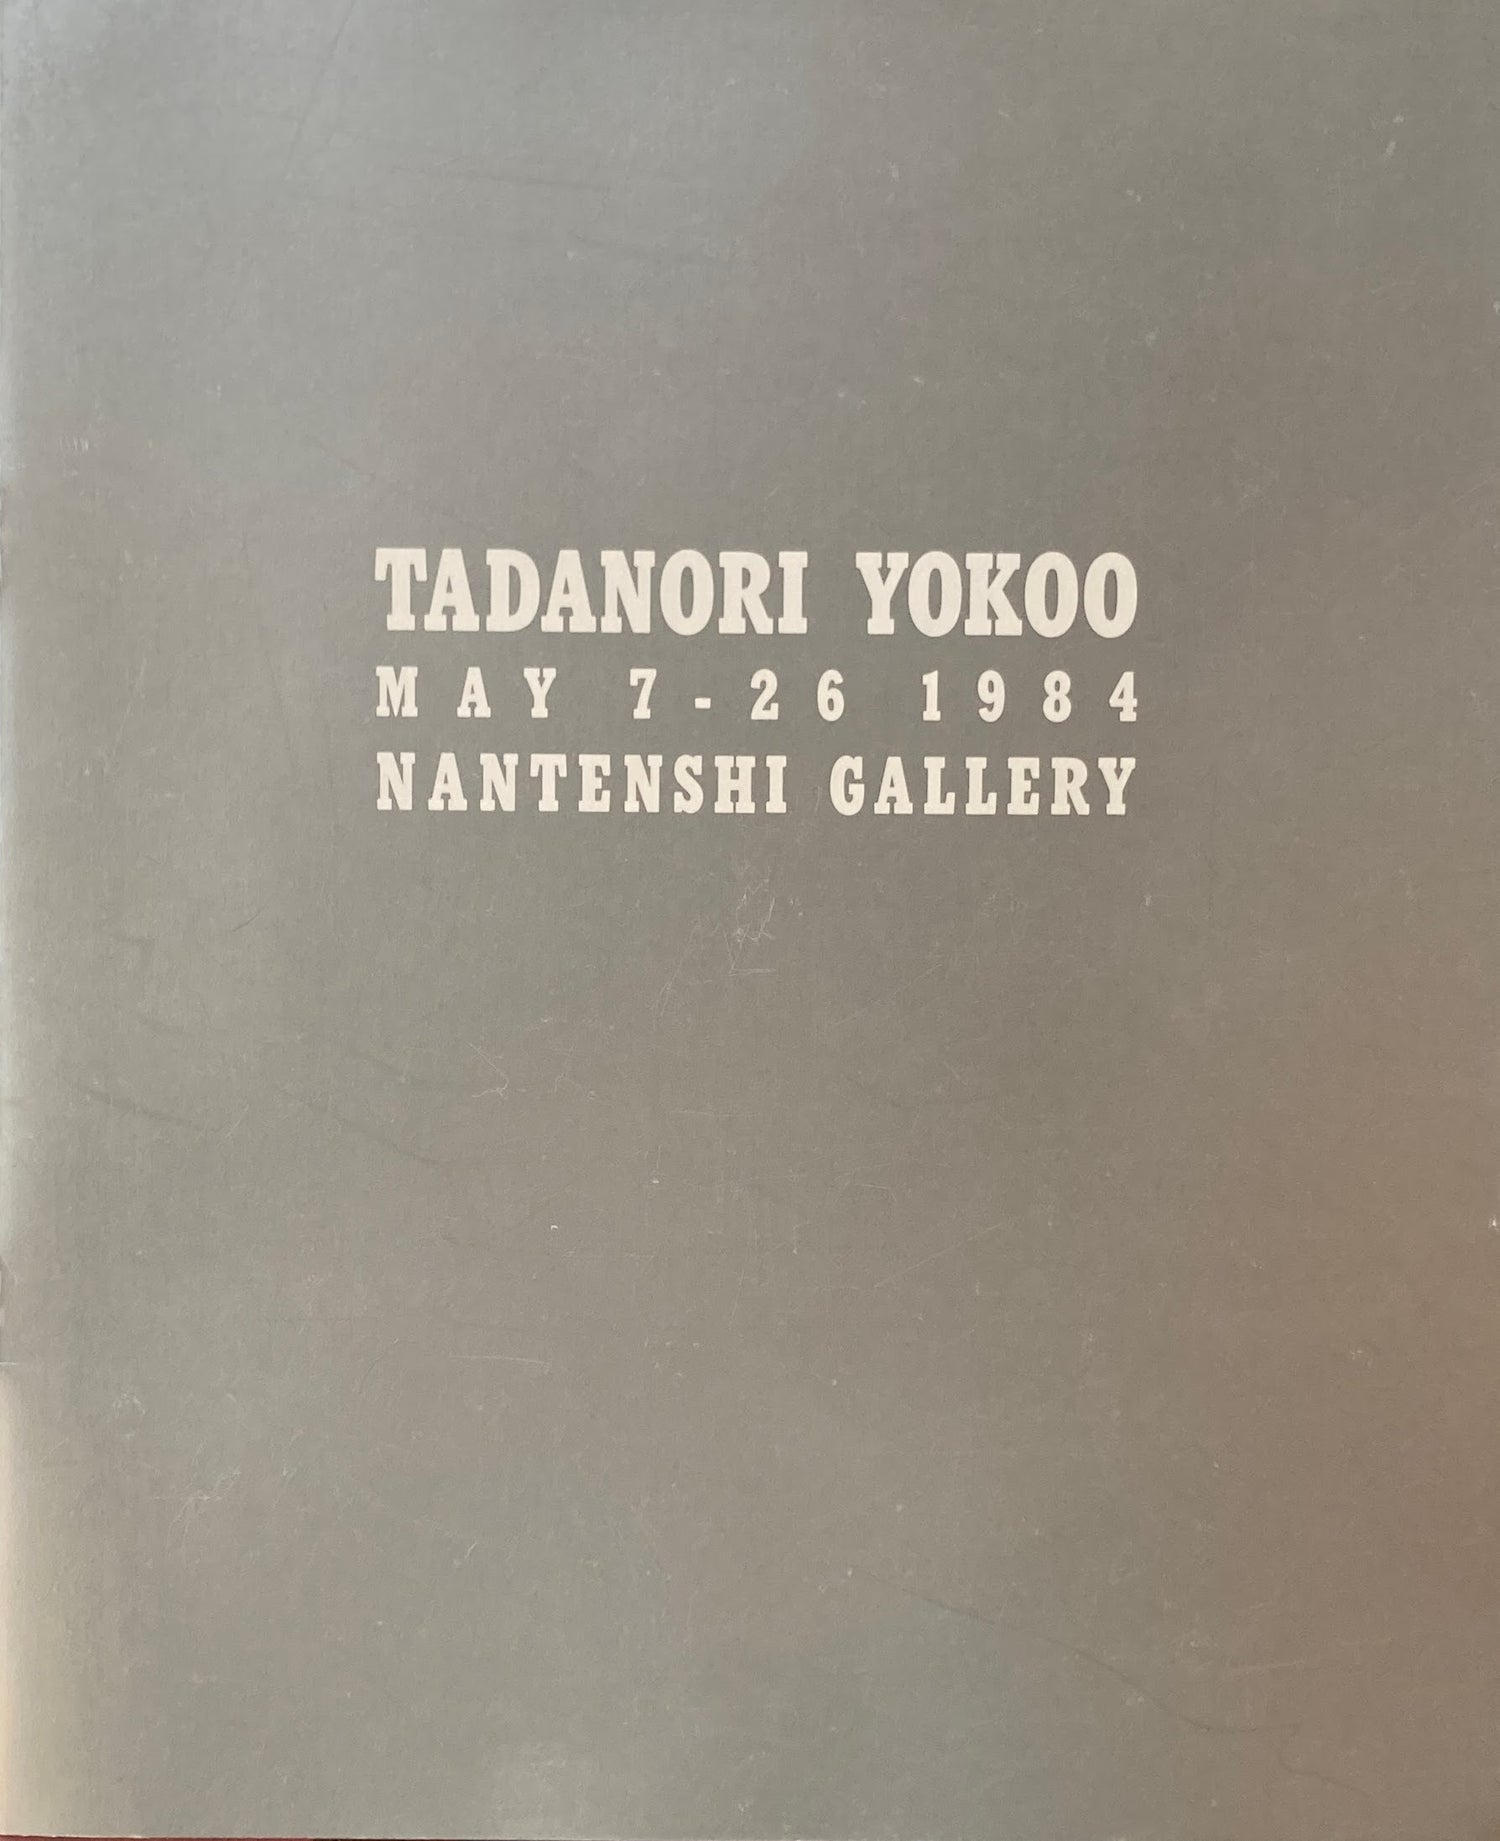 TADANORI YOKOO
MAY 7-26 1984
NANTENSHI GALLERY